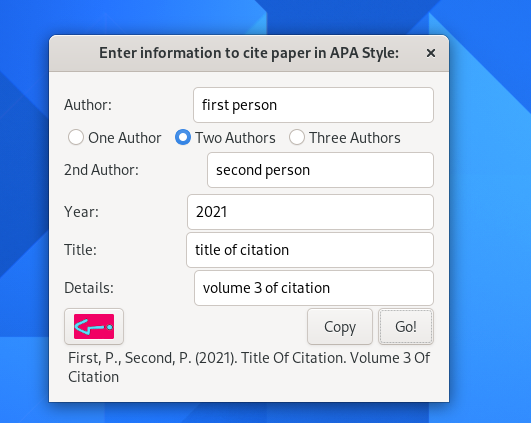 Enter information to cite paper in APA Style: ×
Author: first person
One Author Two Authors Three Authors
2nd Author: second person
Year: 2021
Title: title of citation
Details: volume 3 of citation
Copy Go!
First, P., Second, P. (2021). Title Of Citation. Volume 3 Of
Citation